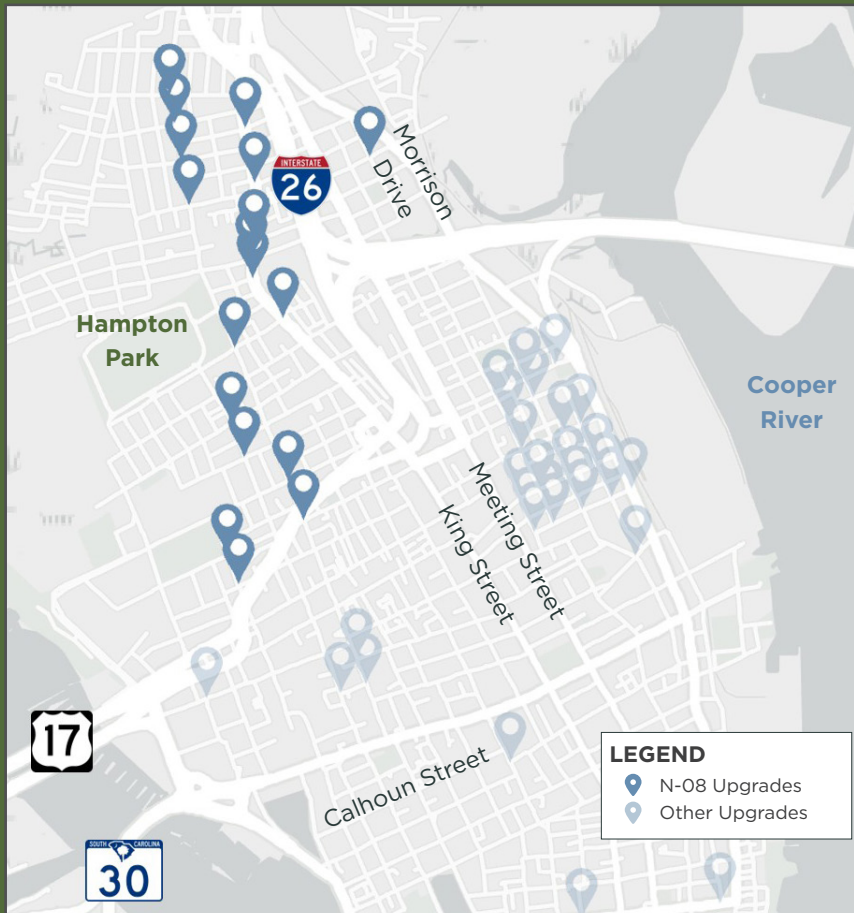 INTERSTATE
26
Morrison
Drive
Hampton
Park
Cooper
River
Meeting Street
King Street
17
Calhoun Street
LEGEND
N-08 Upgrades
Other Upgrades
SOUTH CAROLINA
30